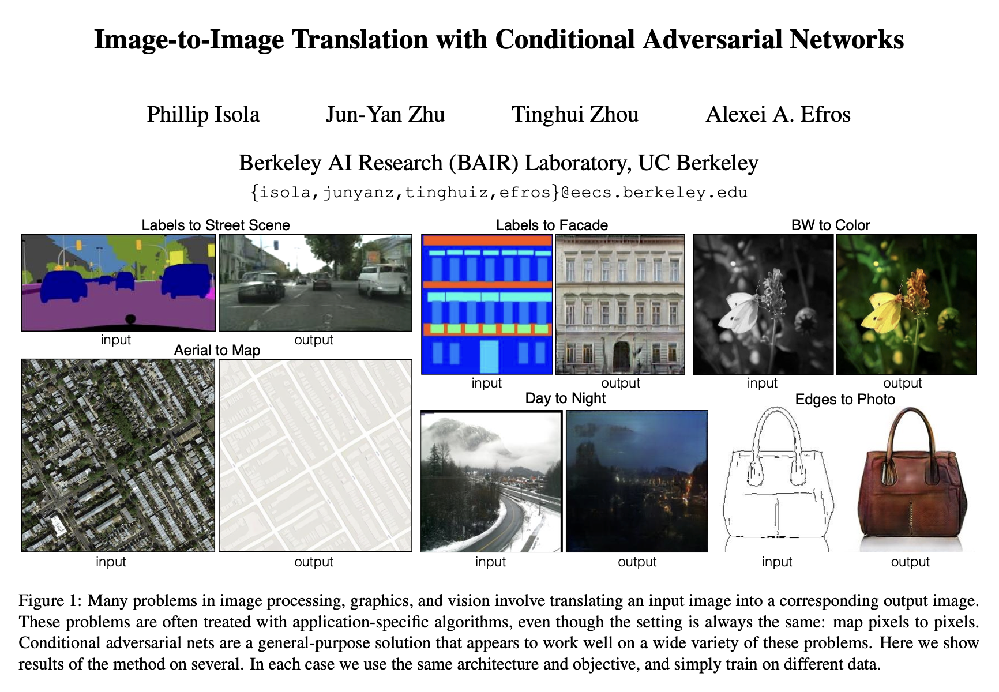 Image-to-Image Translation with Conditional Adversarial Networks
Phillip Isola Jun-Yan Zhu Tinghui Zhou Alexei A. Efros
Berkeley AI Research (BAIR) Laboratory, UC Berkeley
{isola,junyanz,tinghuiz,efros}@eecs.berkeley.edu
Labels to Street Scene
input output
Aerial to Map
input output
Labels to Facade
input output
Day to Night
input output
BW to Color
input output
Edges to Photo
input output
Figure 1: Many problems in image processing, graphics, and vision involve translating an input image into a corresponding output image.
These problems are often treated with application-specific algorithms, even though the setting is always the same: map pixels to pixels.
Conditional adversarial nets are a general-purpose solution that appears to work well on a wide variety of these problems. Here we show
results of the method on several. In each case we use the same architecture and objective, and simply train on different data.